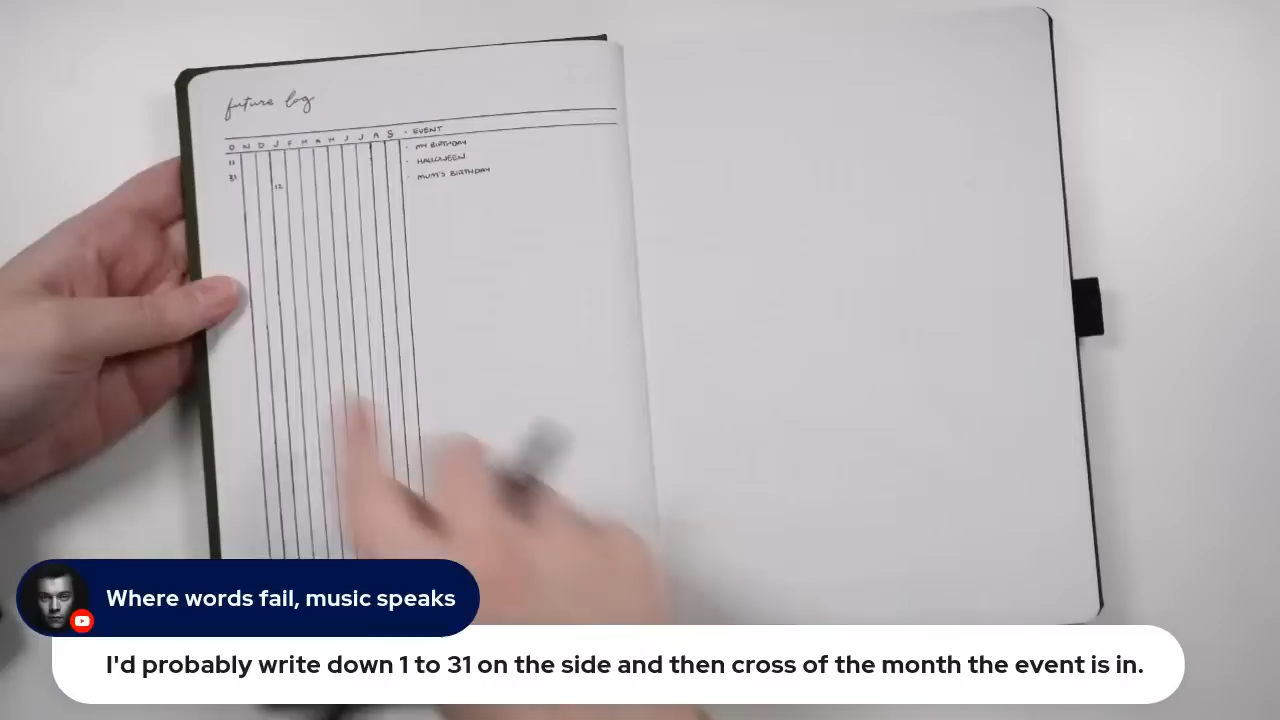 future log
O N D J F M A M J J A S · EVENT
11 · MY BIRTHDAY
31 · HALLOWEEN
12 · MUM'S BIRTHDAY
Where words fail, music speaks
I'd probably write down 1 to 31 on the side and then cross of the month the event is in.